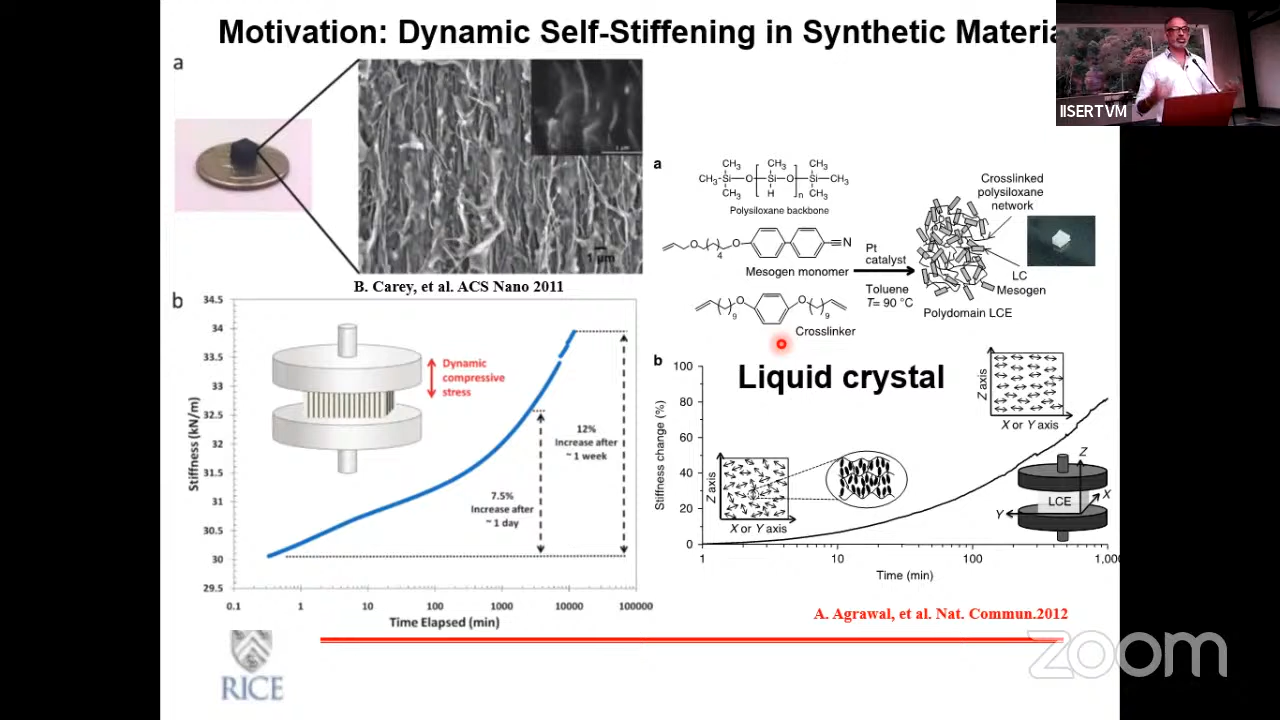 Motivation: Dynamic Self-Stiffening in Synthetic Materia
IISERTVM
a
1 μm
1 μm
B. Carey, et al. ACS Nano 2011
b
34.5
34
33.5
33
32.5
32
31.5
31
30.5
30
29.5
Stiffness (kN/m)
Dynamic
compressive
stress
12%
Increase after
~ 1 week
7.5%
Increase after
~ 1 day
0.1
1
10
100
1000
10000
100000
Time Elapsed (min)
a
CH3 CH3 CH3
CH3-Si-O Si-O Si-CH3
CH3 H n CH3
Polysiloxane backbone
O 4 O N
Mesogen monomer
9 O O 9
Crosslinker
Pt
catalyst
Toluene
T= 90 °C
Crosslinked
polysiloxane
network
LC
Mesogen
Polydomain LCE
b
Liquid crystal
100
80
60
40
20
0
Stiffness change (%)
Z axis
X or Y axis
Z axis
X or Y axis
Z
X
Y
LCE
1
10
100
1,000
Time (min)
A. Agrawal, et al. Nat. Commun.2012
RICE
zoom